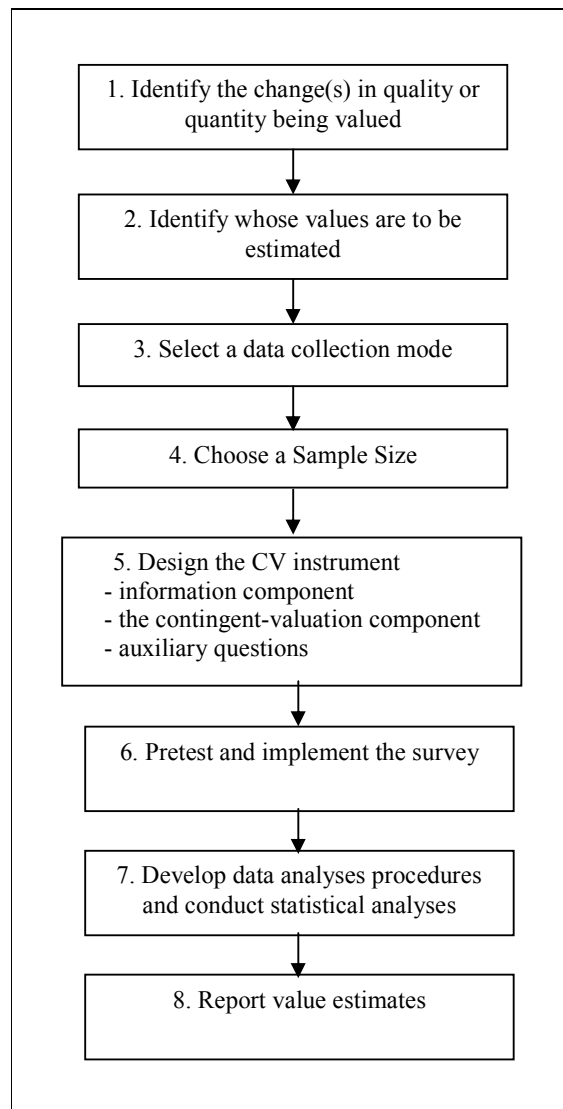 1. Identify the change(s) in quality or
quantity being valued
2. Identify whose values are to be
estimated
3. Select a data collection mode
4. Choose a Sample Size
5. Design the CV instrument
- information component
- the contingent-valuation component
- auxiliary questions
6. Pretest and implement the survey
7. Develop data analyses procedures
and conduct statistical analyses
8. Report value estimates